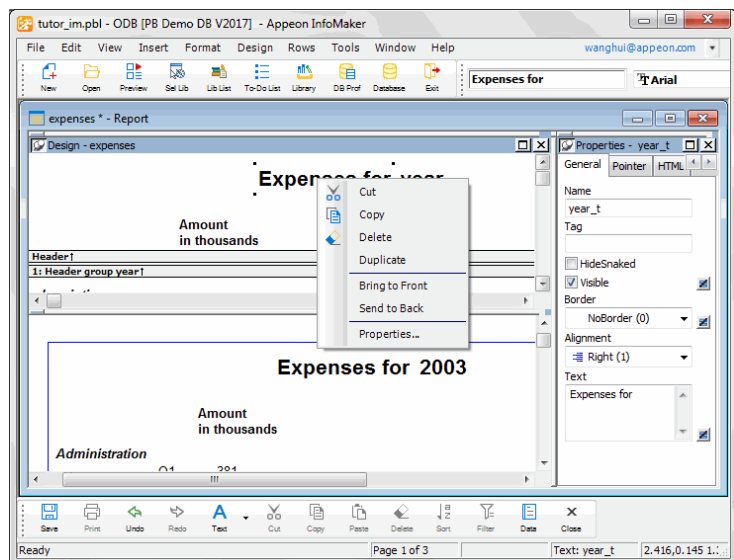 tutor_im.pbl - ODB [PB Demo DB V2017] - Appeon InfoMaker
File Edit View Insert Format Design Rows Tools Window Help wanghui@appeon.com
New Open Preview Sel Lib Lib List To-Do List Library DB Prof Database Exit Expenses for Arial
expenses * - Report
Design - expenses
Properties - year_t
Expenses for year
General Pointer HTML
Cut
Copy
Delete
Duplicate
Bring to Front
Send to Back
Properties...
Name
year_t
Tag
Amount
in thousands
Header↑
1: Header group year↑
HideSnaked
Visible
Border
NoBorder (0)
Alignment
Right (1)
Text
Expenses for
Expenses for 2003
Amount
in thousands
Administration
Q1 381
Save Print Undo Redo Text Cut Copy Paste Delete Sort Filter Data Close
Ready Page 1 of 3 Text: year_t 2.416,0.145 1.